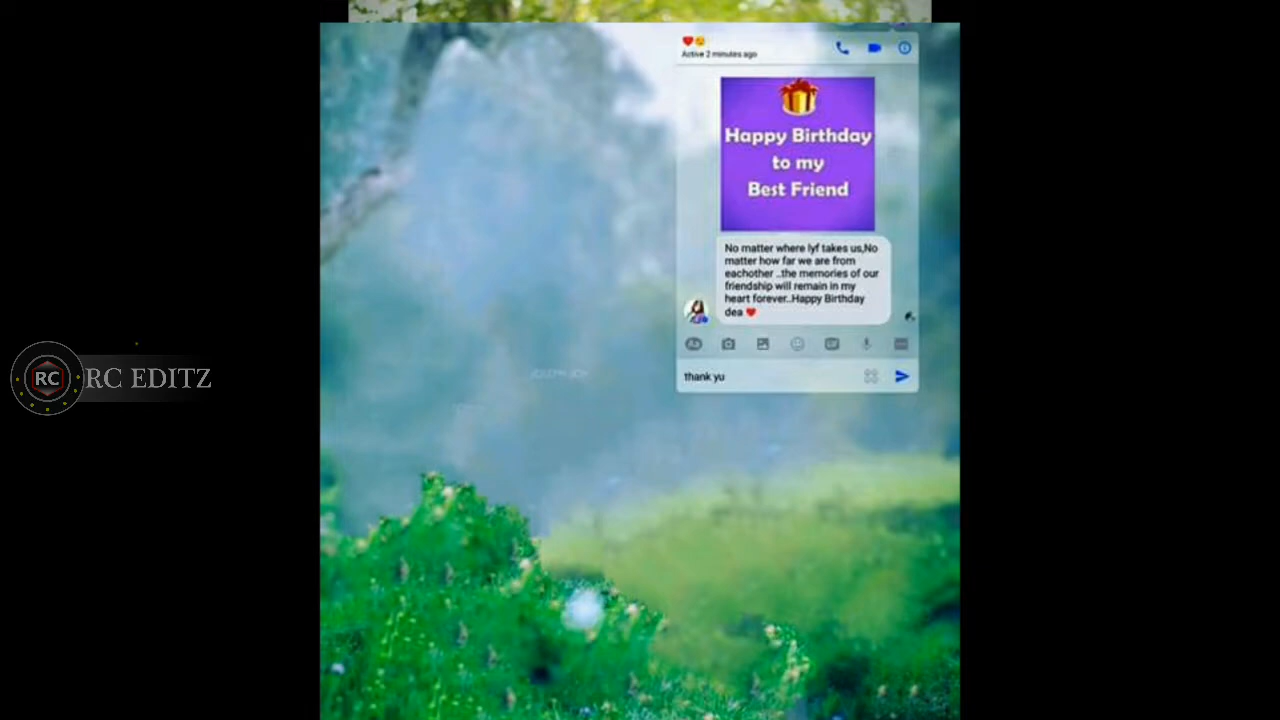 Active 2 minutes ago
Happy Birthday
to my
Best Friend
No matter where lyf takes us,No
matter how far we are from
eachother ..the memories of our
friendship will remain in my
heart forever..Happy Birthday
dea ❤️
thank yu
RC
RC EDITZ